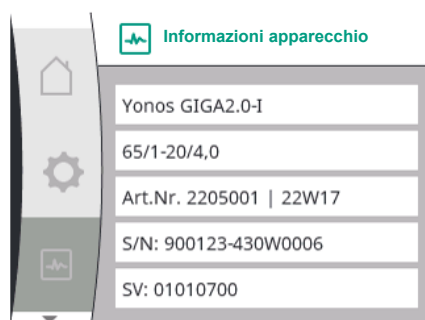 Informazioni apparecchio
Yonos GIGA2.0-I
65/1-20/4,0
Art.Nr. 2205001 | 22W17
S/N: 900123-430W0006
SV: 01010700